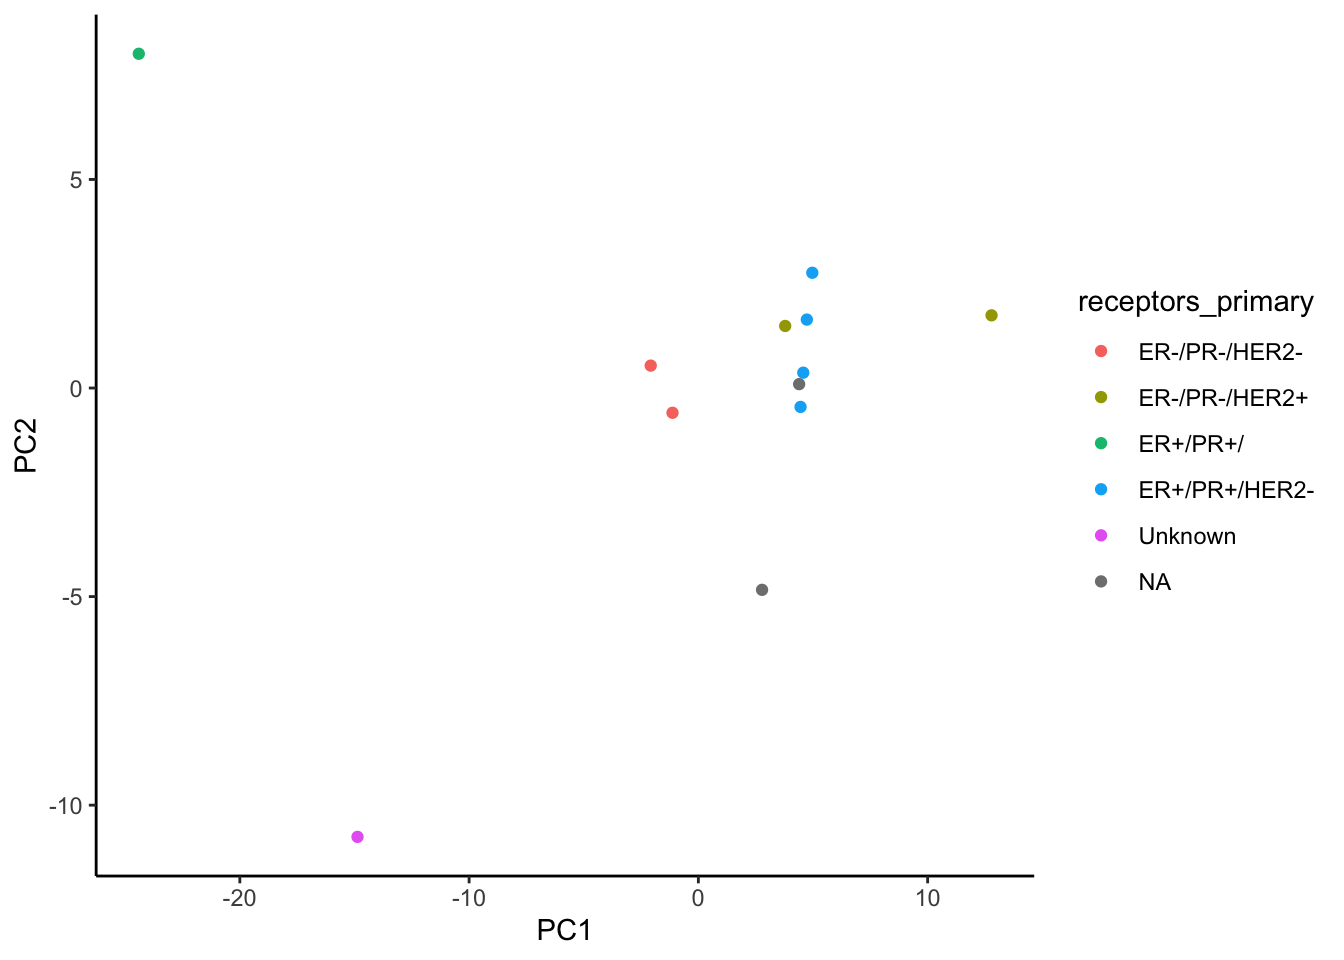 5
0
-5
-10
PC2
-20
-10
0
10
PC1
receptors_primary
ER-/PR-/HER2-
ER-/PR-/HER2+
ER+/PR+/
ER+/PR+/HER2-
Unknown
NA